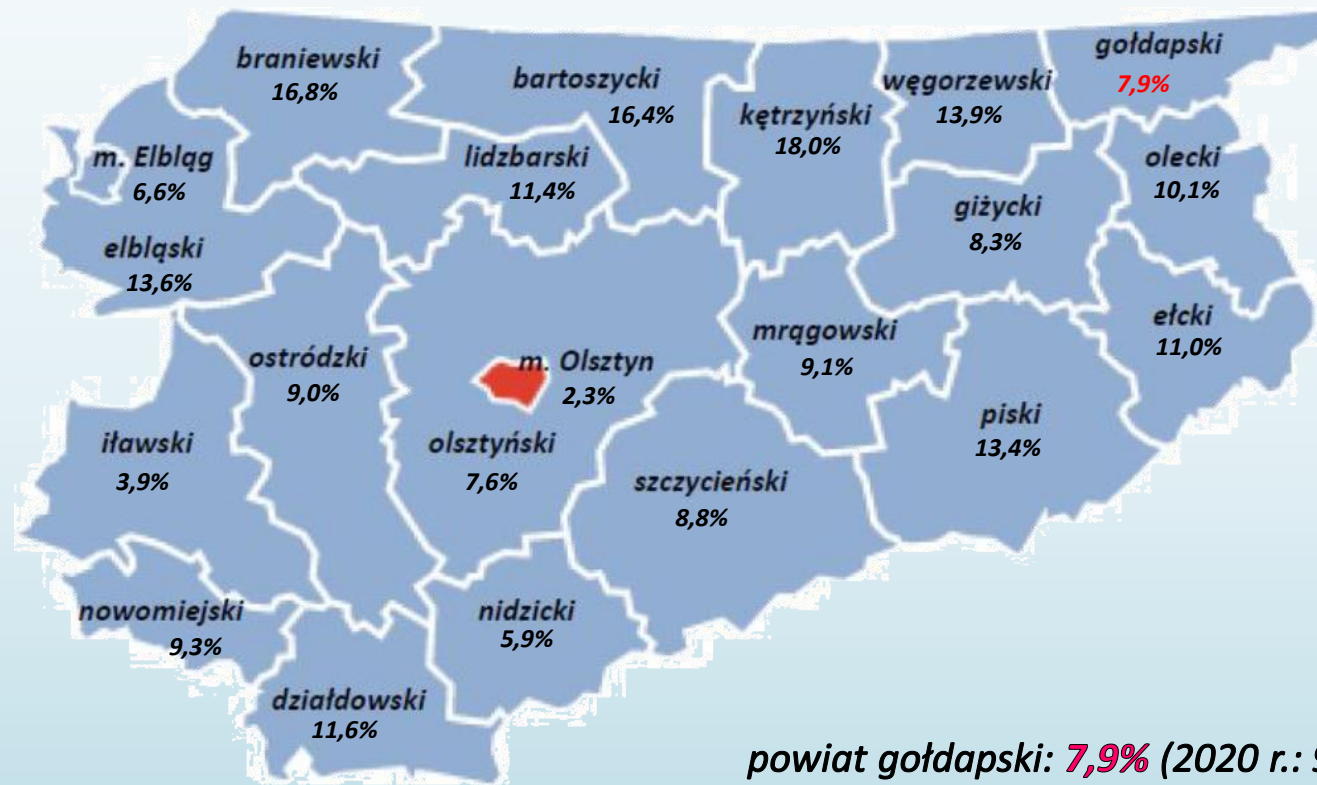 braniewski
16,8%
bartoszycki
16,4%
kętrzyński
18,0%
węgorzewski
13,9%
gołdapski
7,9%
m. Elbląg
6,6%
lidzbarski
11,4%
olecki
10,1%
elbląski
13,6%
giżycki
8,3%
ostródzki
9,0%
m. Olsztyn
2,3%
mrągowski
9,1%
ełcki
11,0%
iławski
3,9%
olsztyński
7,6%
szczycieński
8,8%
piski
13,4%
nowomiejski
9,3%
nidzicki
5,9%
działdowski
11,6%
powiat gołdapski: 7,9% (2020 r.: